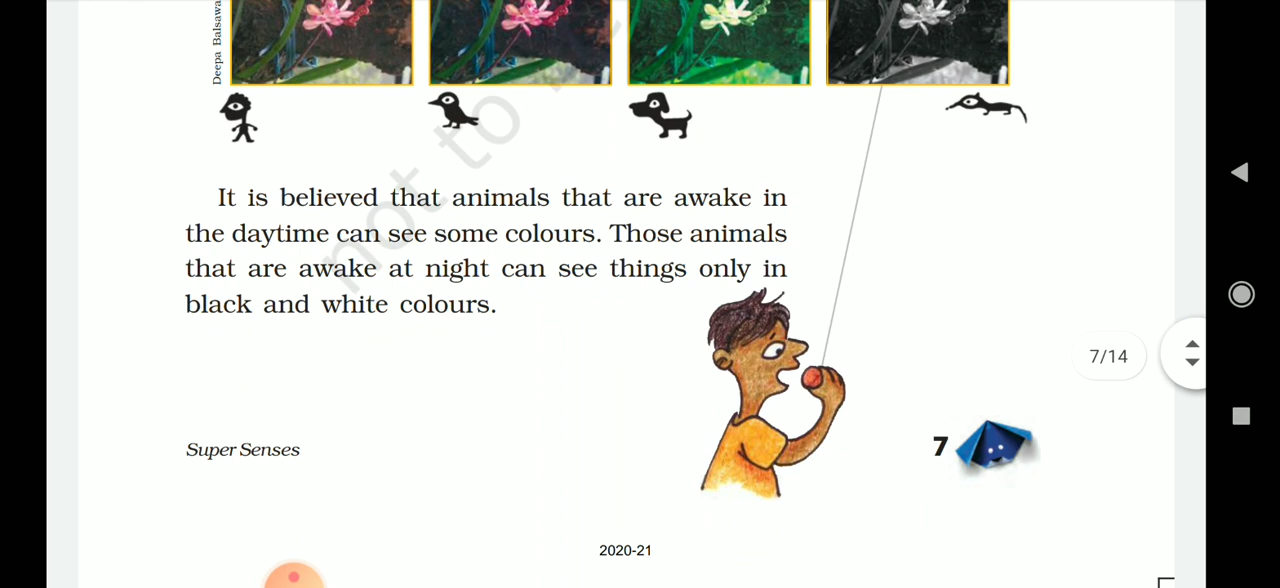 Deepa Balsawa
not to
It is believed that animals that are awake in
the daytime can see some colours. Those animals
that are awake at night can see things only in
black and white colours.
7/14
Super Senses
7
2020-21